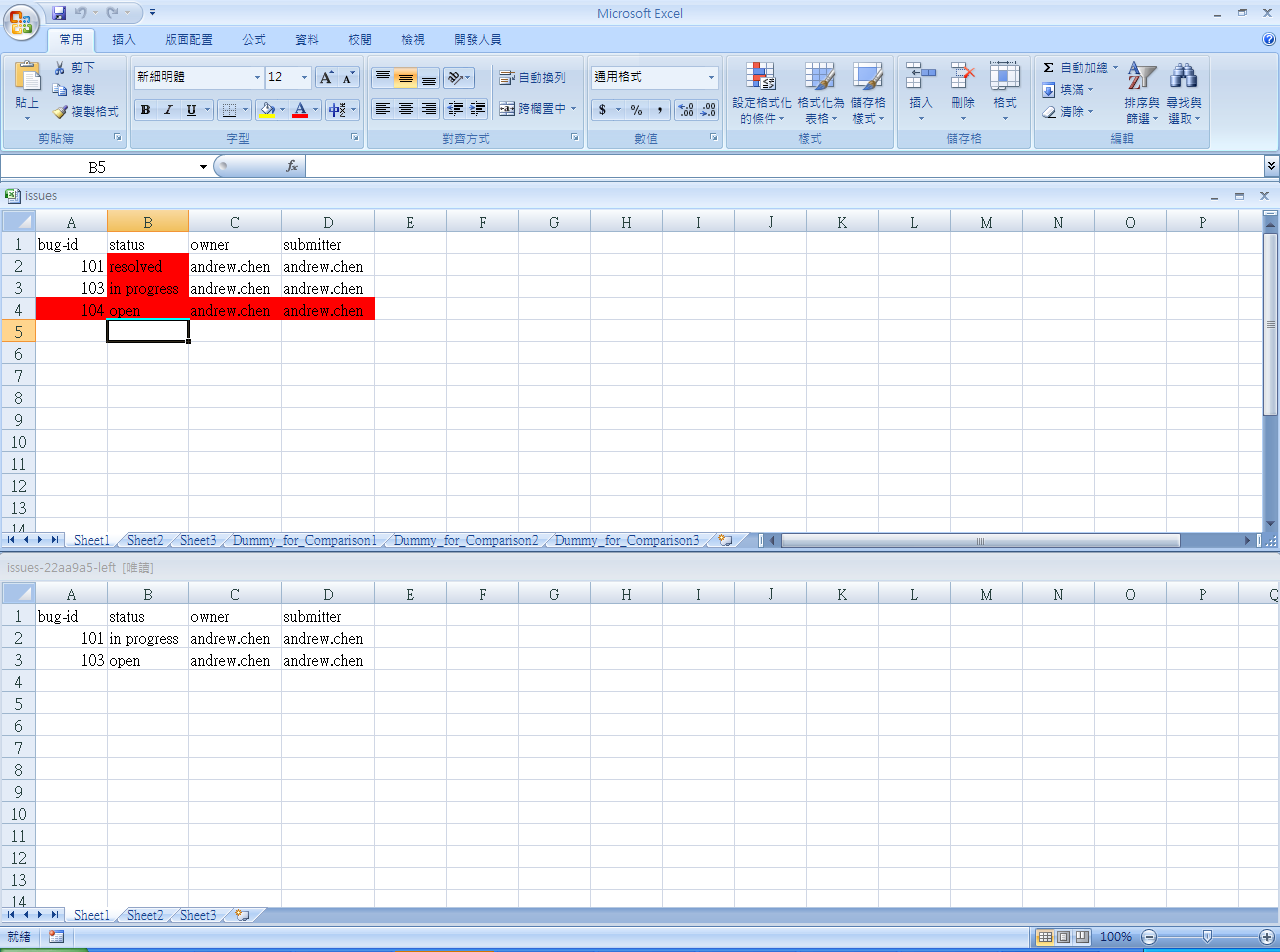 Microsoft Excel
常用 插入 版面配置 公式 資料 校閱 檢視 開發人員
貼上
剪下
複製
複製格式
剪貼簿
新細明體 12
B I U A 中
字型
自動換列
跨欄置中
對齊方式
通用格式
$ % ,
數值
設定格式化的條件
格式化為表格
儲存格樣式
樣式
插入 刪除 格式
儲存格
Σ 自動加總
填滿
清除
排序與篩選
尋找與選取
編輯
B5 fx
issues
A B C D E F G H I J K L M N O P
1 bug-id status owner submitter
2 101 resolved andrew.chen andrew.chen
3 103 in progress andrew.chen andrew.chen
4 104 open andrew.chen andrew.chen
5
6
7
8
9
10
11
12
13
14
Sheet1 Sheet2 Sheet3 Dummy_for_Comparison1 Dummy_for_Comparison2 Dummy_for_Comparison3
issues-22aa9a5-left [唯讀]
A B C D E F G H I J K L M N O P Q
1 bug-id status owner submitter
2 101 in progress andrew.chen andrew.chen
3 103 open andrew.chen andrew.chen
4
5
6
7
8
9
10
11
12
13
14
Sheet1 Sheet2 Sheet3
就緒 100%